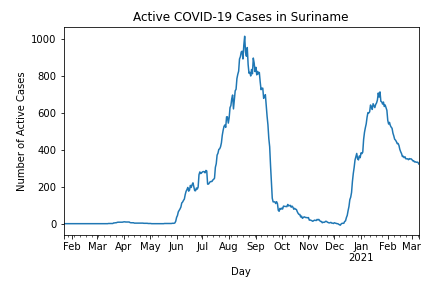 Active COVID-19 Cases in Suriname
Number of Active Cases
1000
800
600
400
200
0
Feb Mar Apr May Jun Jul Aug Sep Oct Nov Dec Jan Feb Mar
2021
Day